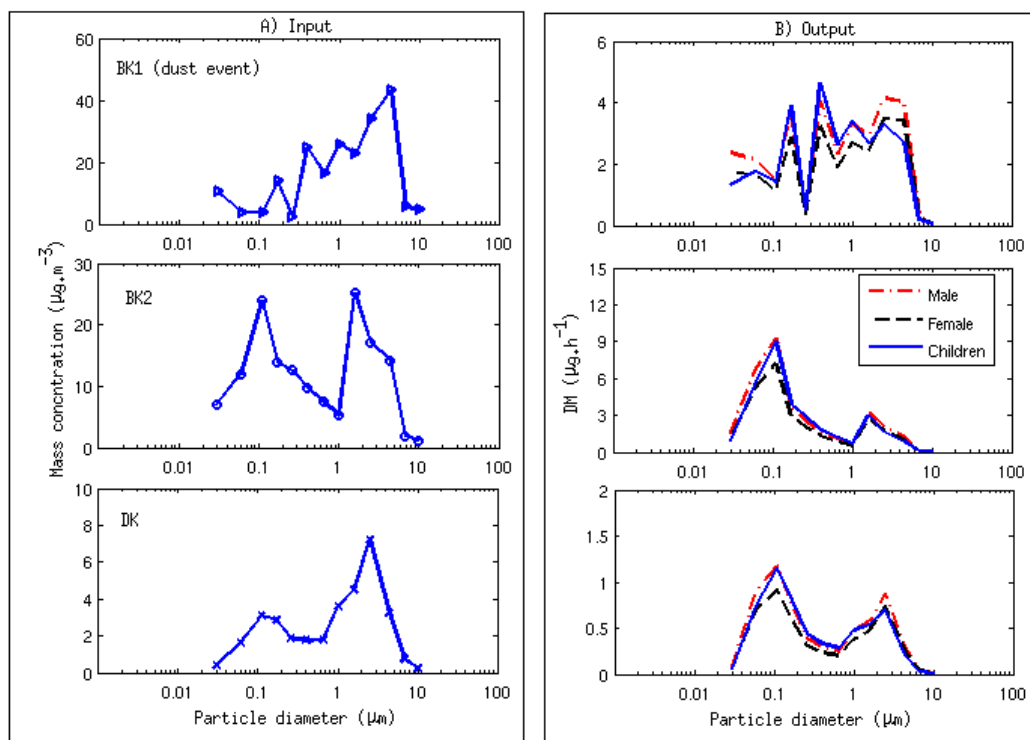 A) Input
BK1 (dust event)
60
40
20
0
0.01 0.1 1 10 100
Mass concntration (µg.m⁻³)
BK2
30
20
10
0
0.01 0.1 1 10 100
DK
10
8
6
4
2
0
0.01 0.1 1 10 100
Particle diameter (µm)
B) Output
6
4
2
0
0.01 0.1 1 10 100
DM (µg.h⁻¹)
15
12
9
6
3
0
Male
Female
Children
0.01 0.1 1 10 100
2
1.5
1
0.5
0
0.01 0.1 1 10 100
Particle diameter (µm)